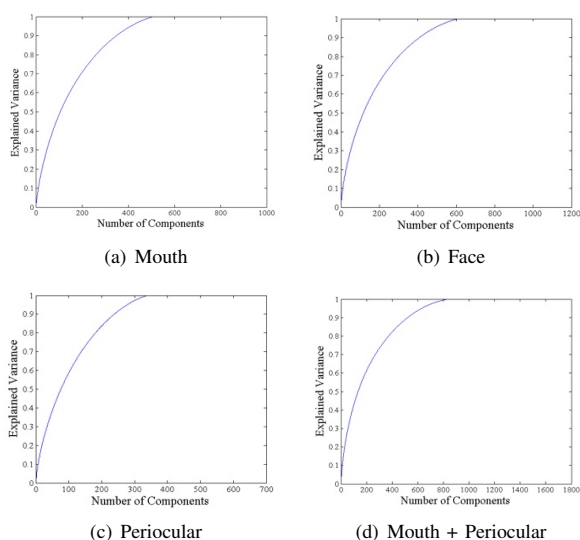 Explained Variance
1
0.9
0.8
0.7
0.6
0.5
0.4
0.3
0.2
0.1
0
0 200 400 600 800 1000
Number of Components
(a) Mouth
Explained Variance
1
0.9
0.8
0.7
0.6
0.5
0.4
0.3
0.2
0.1
0
0 200 400 600 800 1000 1200
Number of Components
(b) Face
Explained Variance
1
0.9
0.8
0.7
0.6
0.5
0.4
0.3
0.2
0.1
0
0 100 200 300 400 500 600 700
Number of Components
(c) Periocular
Explained Variance
1
0.9
0.8
0.7
0.6
0.5
0.4
0.3
0.2
0.1
0
0 200 400 600 800 1000 1200 1400 1600 1800
Number of Components
(d) Mouth + Periocular